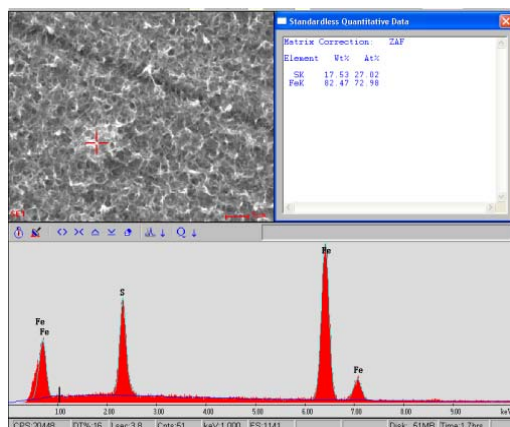 Standardless Quantitative Data
Matrix Correction: ZAF
Element Wt% At%
SK 17.53 27.02
FeK 82.47 72.98
Q
Fe
S
Fe
Fe
Fe
1.00 2.00 3.00 4.00 5.00 6.00 7.00 8.00 9.00 keV
CPS:20448 DT%:16 Lsec:3.8 Cnts:51 keV:1.000 FS:1141 Disk: 51MB Time:1.7hrs